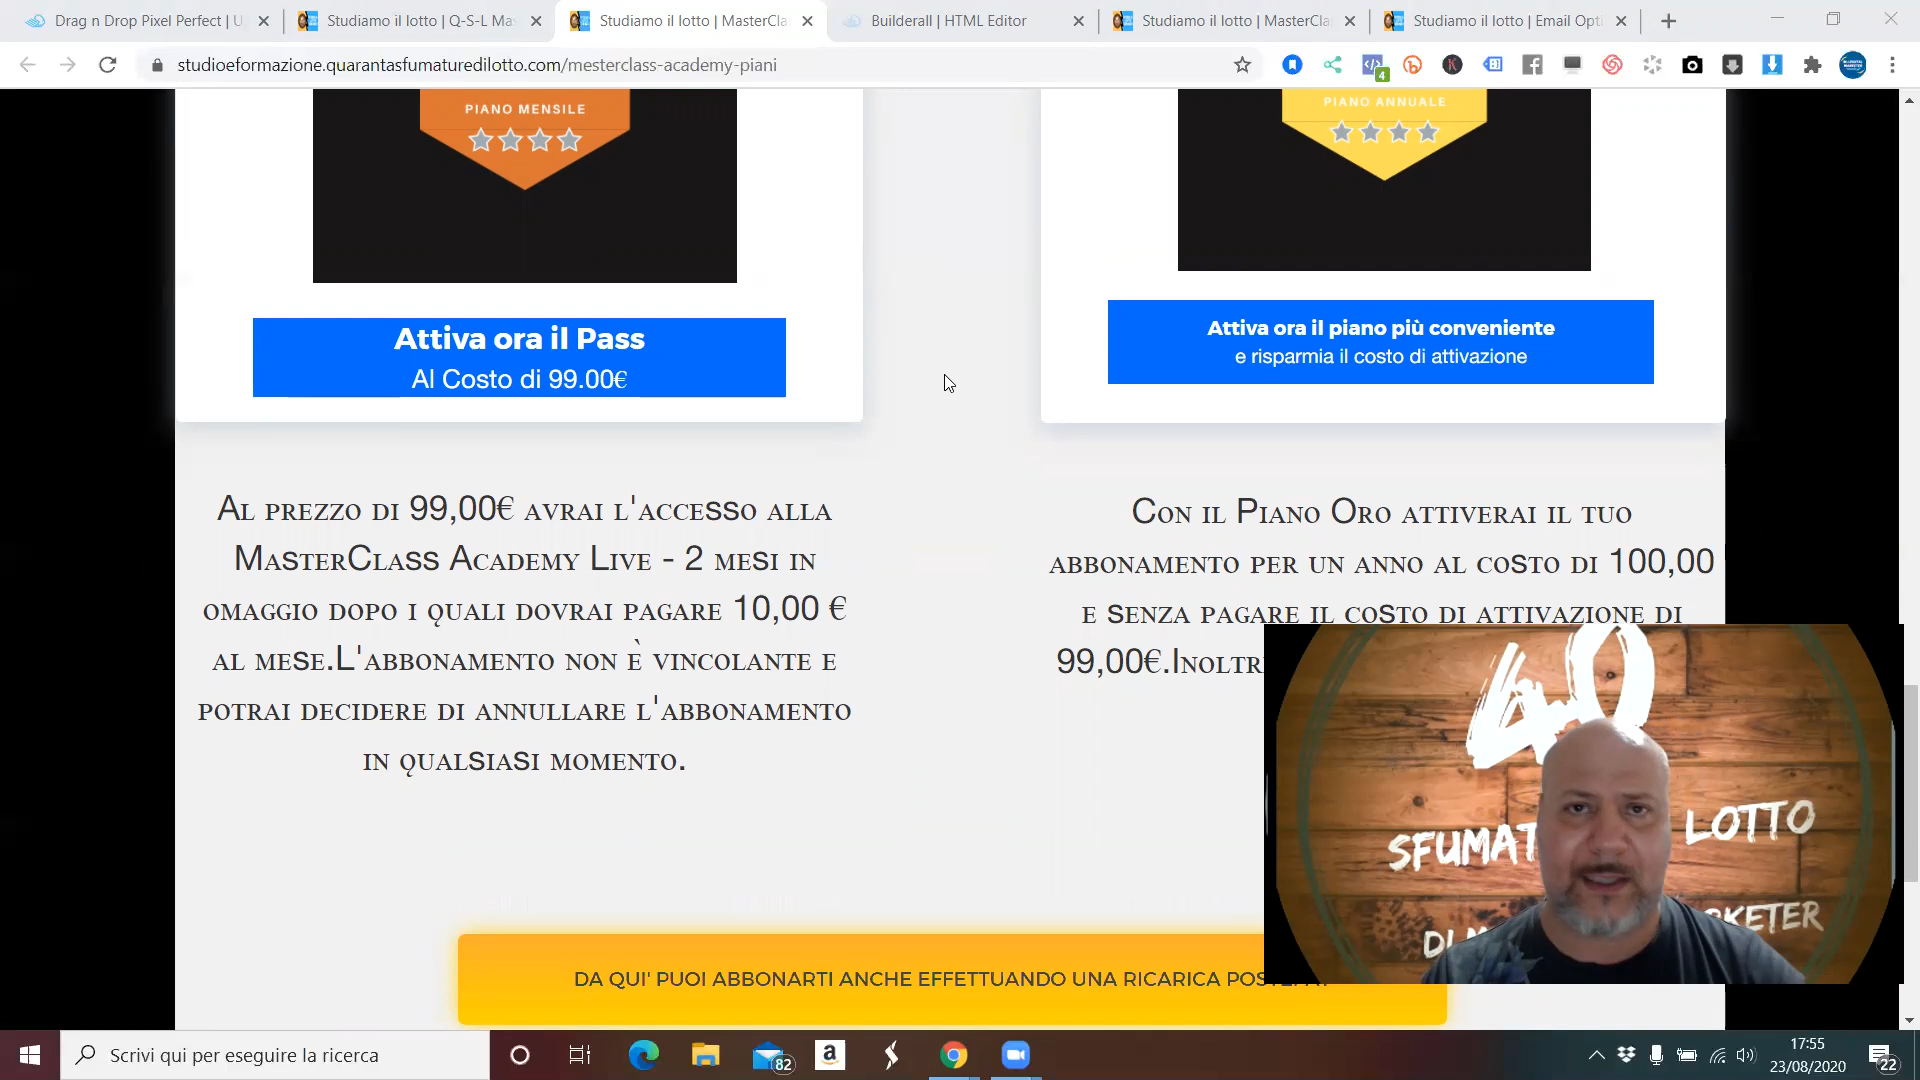 Drag n Drop Pixel Perfect | U
Studiamo il lotto | Q-S-L Mas
Studiamo il lotto | MasterCla
Builderall | HTML Editor
Studiamo il lotto | MasterCla
Studiamo il lotto | Email Opti
studioeformazione.quarantasfumaturedilotto.com/mesterclass-academy-piani
4
PIANO MENSILE
PIANO ANNUALE
Attiva ora il Pass
Al Costo di 99.00€
Attiva ora il piano più conveniente
e risparmia il costo di attivazione
Al prezzo di 99,00€ avrai l'accesso alla
MasterClass Academy Live - 2 mesi in
omaggio dopo i quali dovrai pagare 10,00 €
al mese.L'abbonamento non è vincolante e
potrai decidere di annullare l'abbonamento
in qualsiasi momento.
Con il Piano Oro attiverai il tuo
abbonamento per un anno al costo di 100,00
e senza pagare il costo di attivazione di
99,00€.Inoltr
40
SFUMAT
LOTTO
DI
KETER
DA QUI' PUOI ABBONARTI ANCHE EFFETTUANDO UNA RICARICA
Scrivi qui per eseguire la ricerca
82
a
17:55
23/08/2020
22